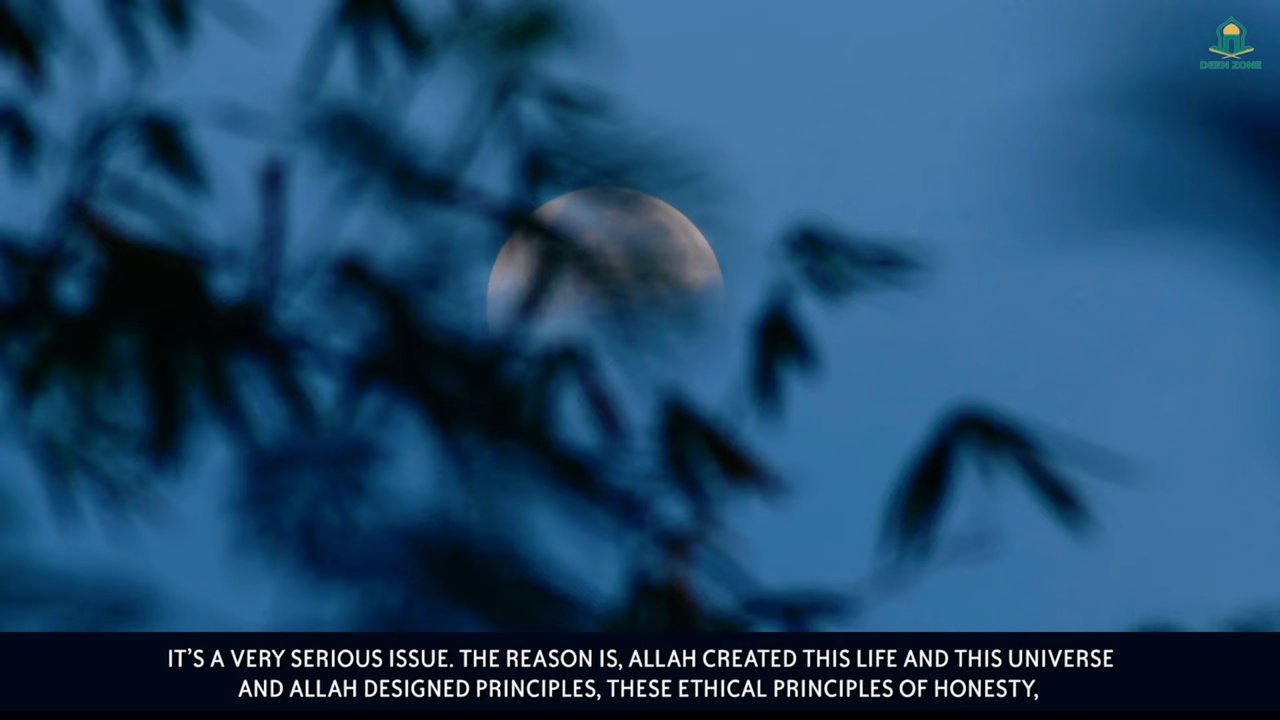 DEEN ZONE
IT'S A VERY SERIOUS ISSUE. THE REASON IS, ALLAH CREATED THIS LIFE AND THIS UNIVERSE
AND ALLAH DESIGNED PRINCIPLES, THESE ETHICAL PRINCIPLES OF HONESTY,